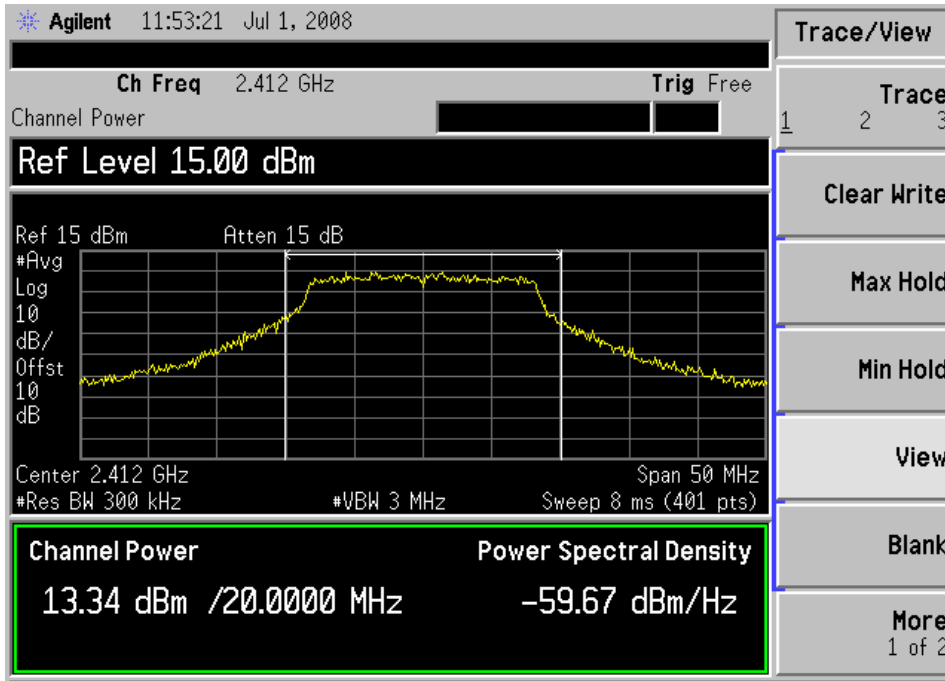 Agilent 11:53:21 Jul 1, 2008
Trace/View
Ch Freq 2.412 GHz Trig Free
Channel Power
Trace
1 2 3
Ref Level 15.00 dBm
Clear Write
Ref 15 dBm Atten 15 dB
#Avg
Log
10
dB/
Offst
10
dB
Max Hold
Min Hold
Center 2.412 GHz Span 50 MHz
#Res BW 300 kHz #VBW 3 MHz Sweep 8 ms (401 pts)
View
Channel Power Power Spectral Density
13.34 dBm /20.0000 MHz -59.67 dBm/Hz
Blank
More
1 of 2